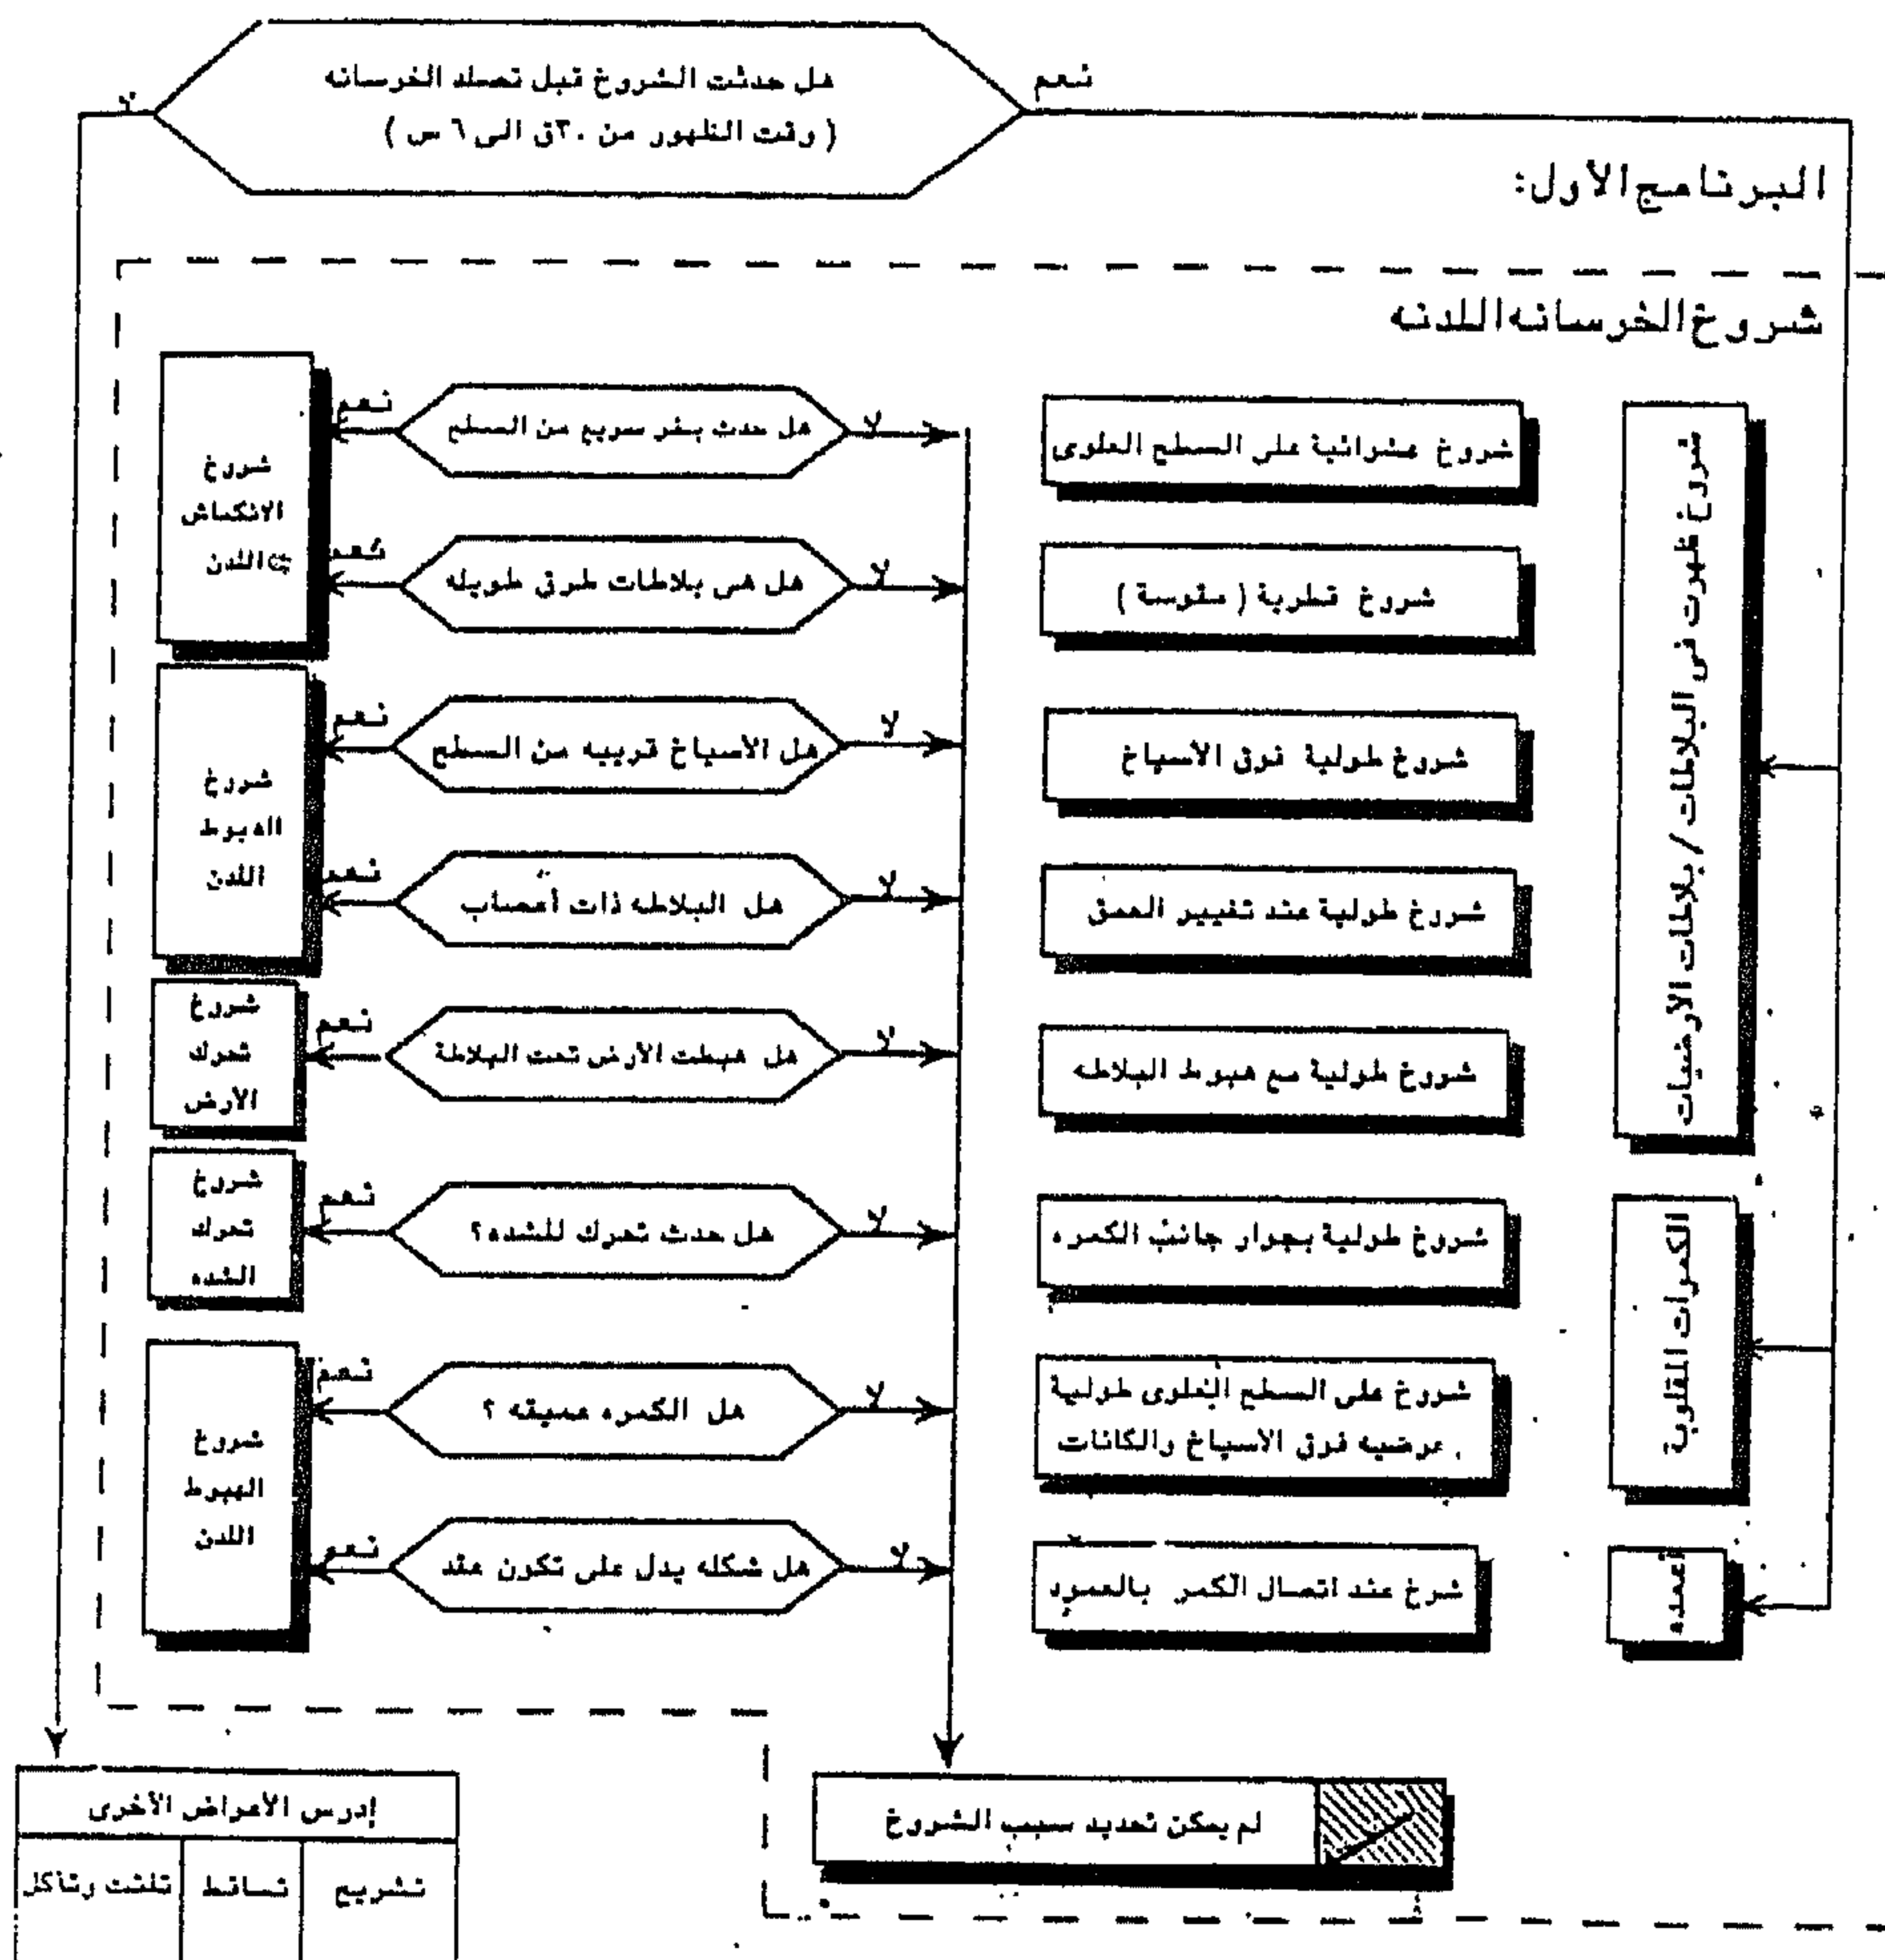 هل حدثت الشروخ قبل تصلد الخرسانه
( وقت الظهور من ٣٠ق الى ٦ س )
نعم
لا
البرنامج الأول:
شروخ الخرسانه اللدنه
شروخ ظهرت فى البلاطات / بلاطات الأرضيات
شروخ عشوائية على السطح العلوى
لا
هل حدث بخر سريع من السطح
نعم
شروخ قطرية ( مقوسة )
لا
هل هى بلاطات طرق طويله
نعم
شروخ
الانكماش
اللدن
شروخ طولية فوق الأسياخ
لا
هل الأسياخ قريبه من السطح
نعم
شروخ طولية عند تغيير العمق
لا
هل البلاطه ذات أعصاب
نعم
شروخ
الهبوط
اللدن
شروخ طولية مع هبوط البلاطه
لا
هل هبطت الأرض تحت البلاطة
نعم
شروخ
تحرك
الأرض
الكمرات المقلوبة
شروخ طولية بجوار جانب الكمره
لا
هل حدث تحرك للشده؟
نعم
شروخ
تحرك
الشده
شروخ على السطح العلوى طولية
عرضيه فوق الأسياخ والكانات
لا
هل الكمره عميقه ؟
نعم
أعمده
شرخ عند اتصال الكمر بالعمود
لا
هل شكله يدل على تكون عقد
نعم
شروخ
الهبوط
اللدن
لم يمكن تحديد سبب الشروخ
إدرس الأعراض الأخرى
تشريح
تساقط
تفتت وتأكل